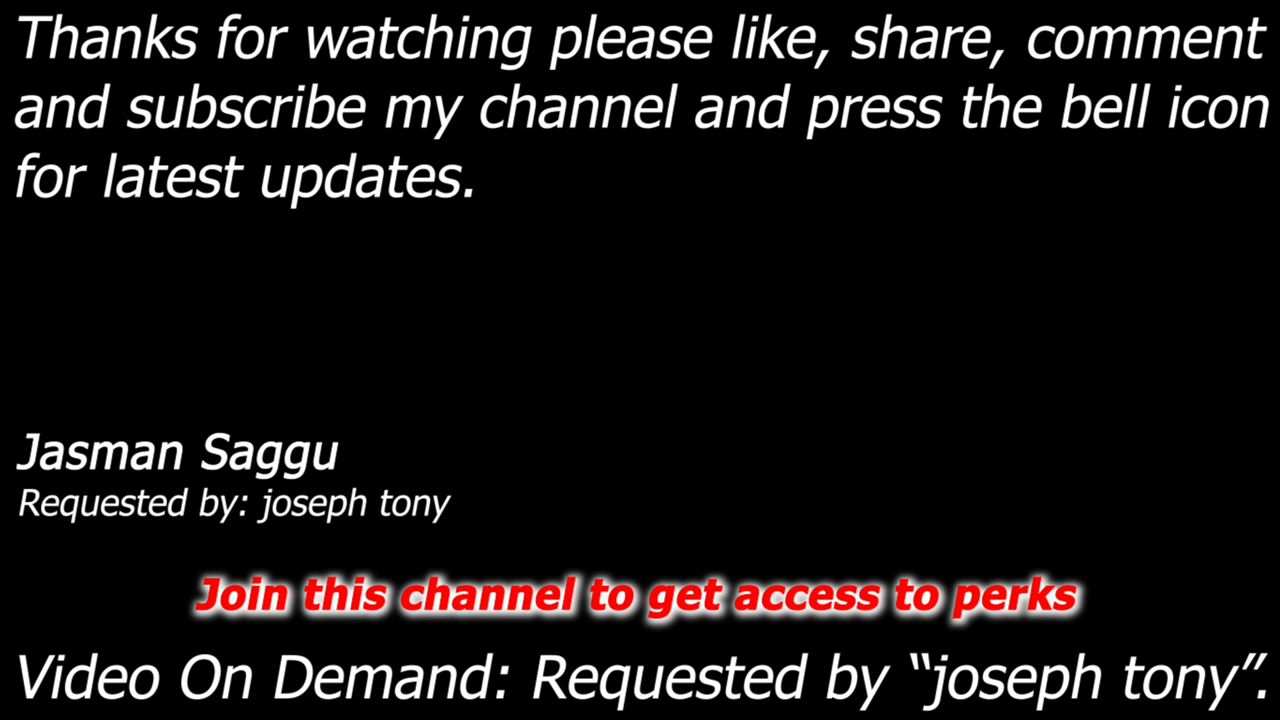 Thanks for watching please like, share, comment
and subscribe my channel and press the bell icon
for latest updates.
Jasman Saggu
Requested by: joseph tony
Join this channel to get access to perks
Video On Demand: Requested by “joseph tony”.